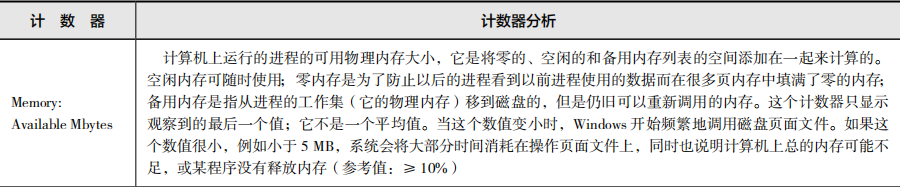 计 数 器
计数器分析
Memory:
Available Mbytes
计算机上运行的进程的可用物理内存大小，它是将零的、空闲的和备用内存列表的空间添加在一起来计算的。
空闲内存可随时使用；零内存是为了防止以后的进程看到以前进程使用的数据而在很多页内存中填满了零的内存；
备用内存是指从进程的工作集（它的物理内存）移到磁盘的，但是仍旧可以重新调用的内存。这个计数器只显示
观察到的最后一个值；它不是一个平均值。当这个数值变小时，Windows 开始频繁地调用磁盘页面文件。如果这
个数值很小，例如小于 5 MB，系统会将大部分时间消耗在操作页面文件上，同时也说明计算机上总的内存可能不
足，或某程序没有释放内存（参考值：≥ 10%）